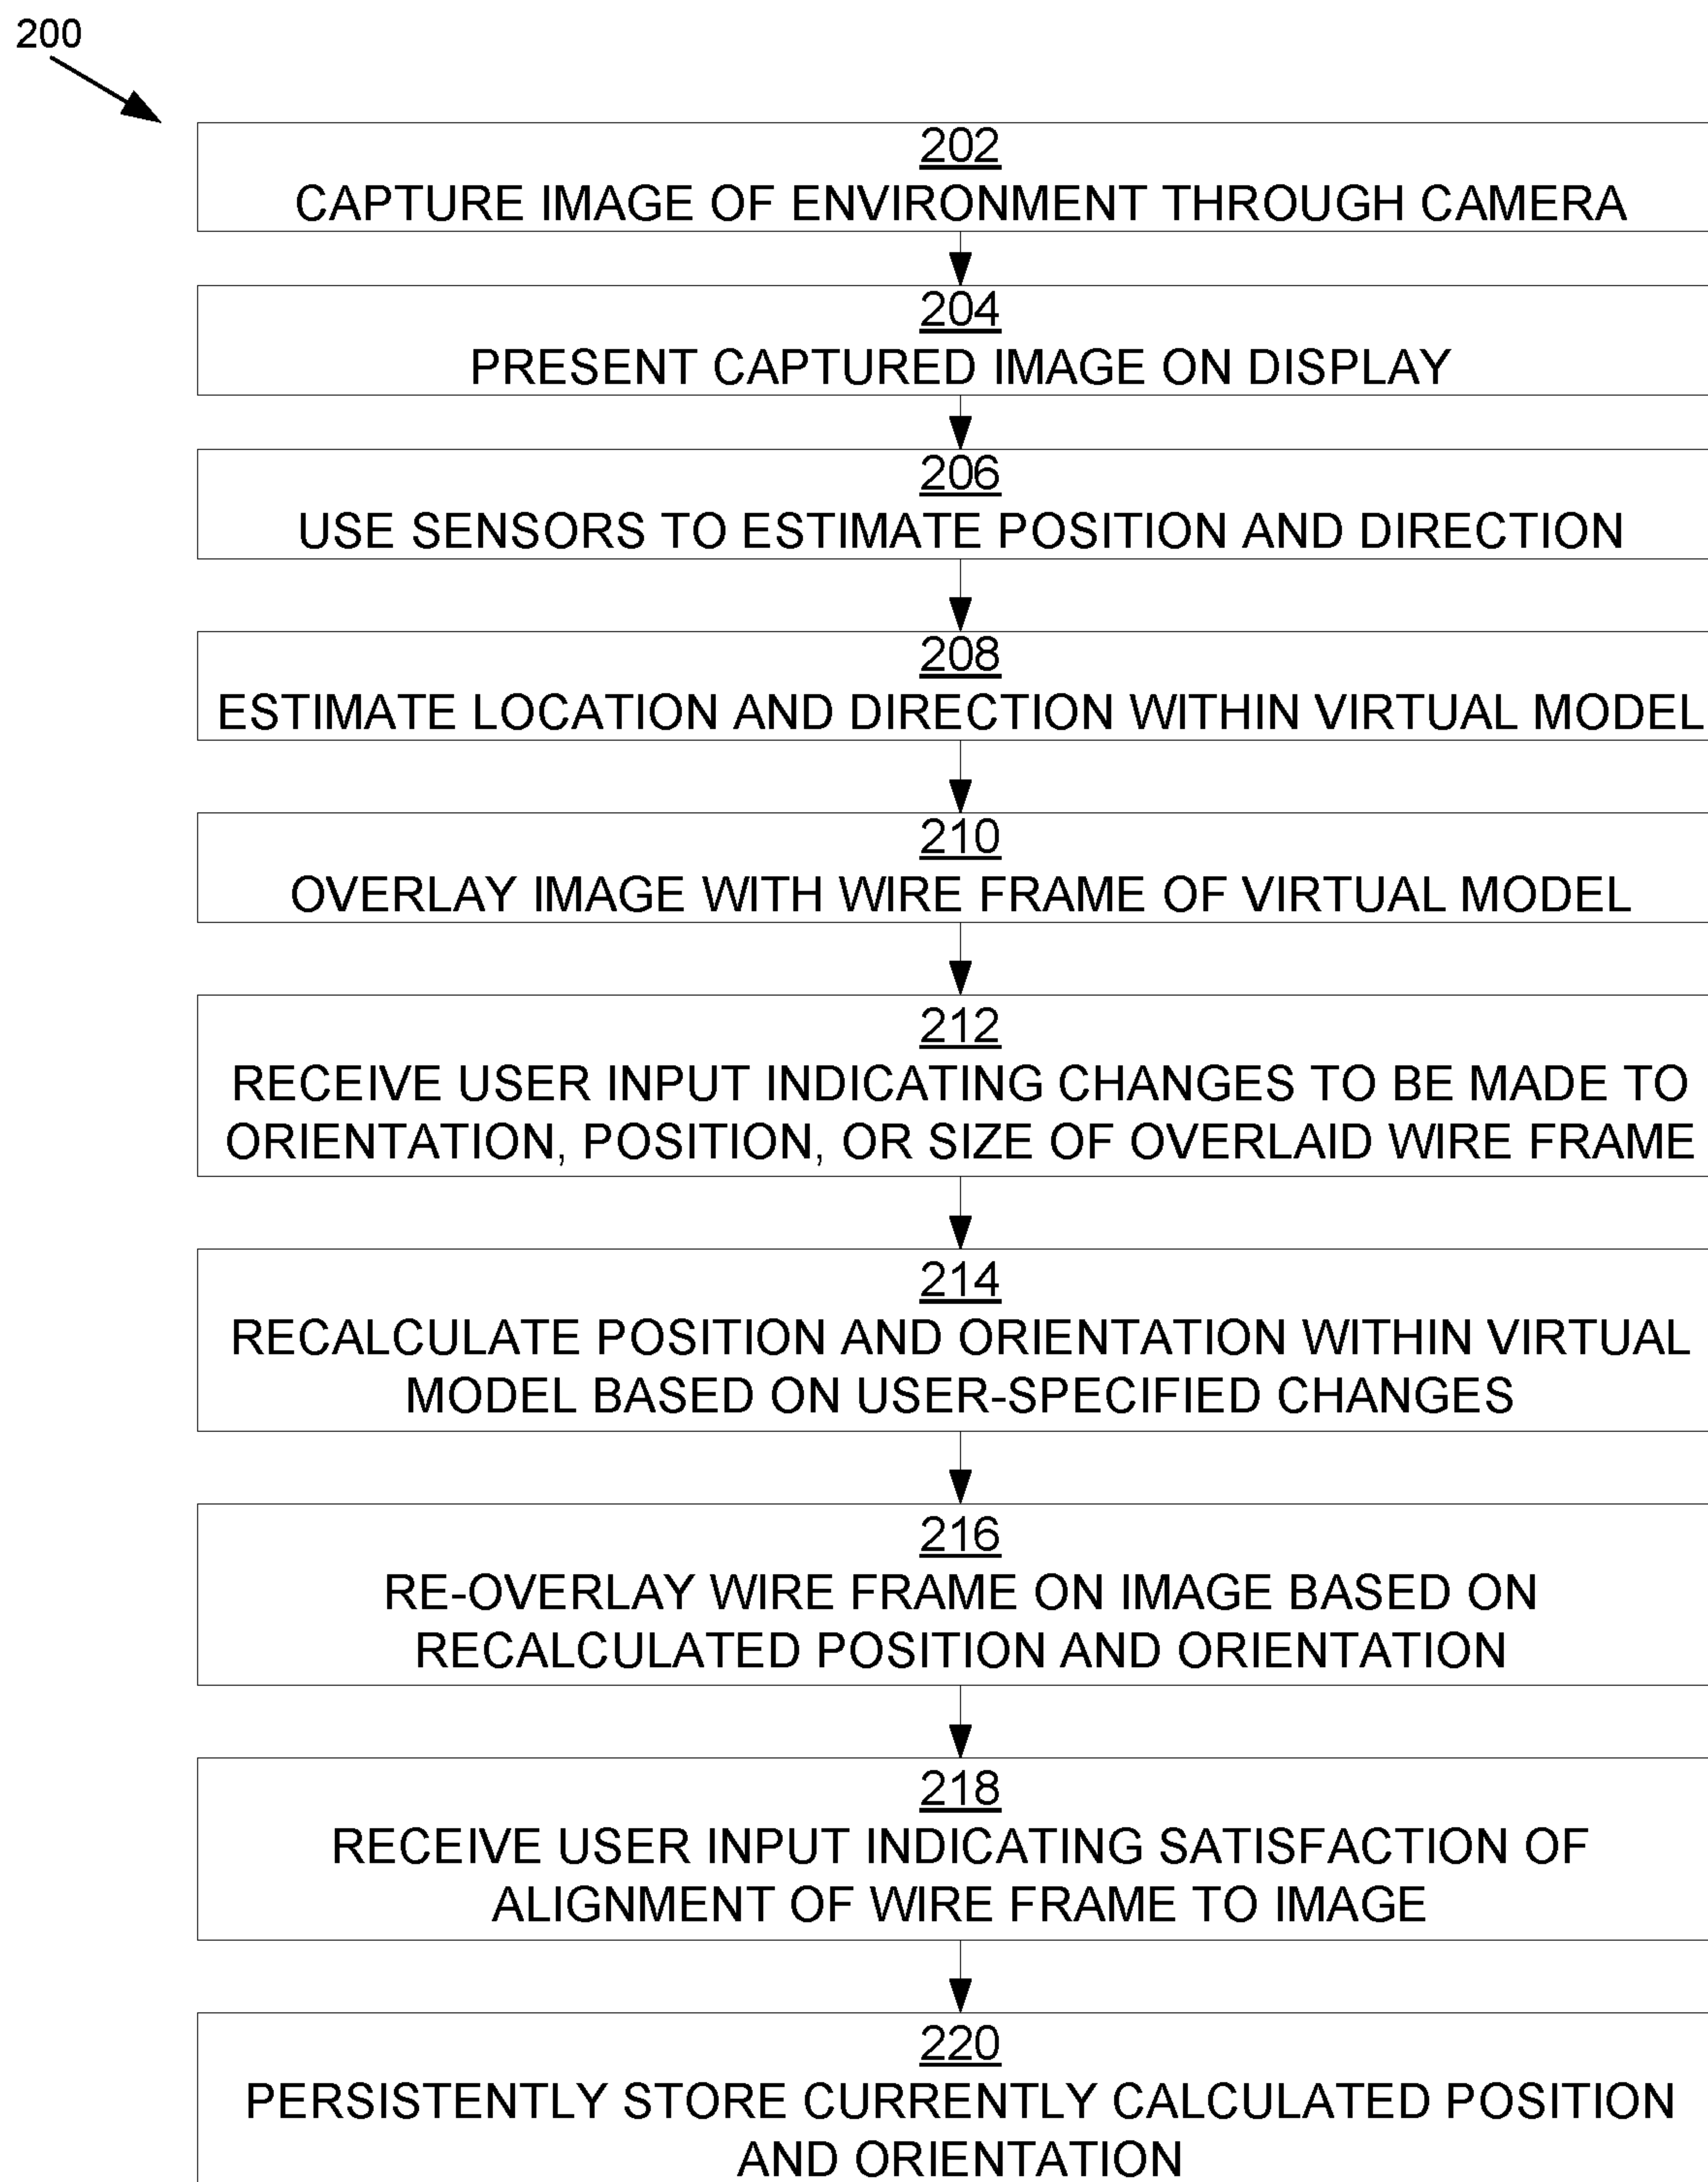 200
202
CAPTURE IMAGE OF ENVIRONMENT THROUGH CAMERA
204
PRESENT CAPTURED IMAGE ON DISPLAY
206
USE SENSORS TO ESTIMATE POSITION AND DIRECTION
208
ESTIMATE LOCATION AND DIRECTION WITHIN VIRTUAL MODEL
210
OVERLAY IMAGE WITH WIRE FRAME OF VIRTUAL MODEL
212
RECEIVE USER INPUT INDICATING CHANGES TO BE MADE TO
ORIENTATION, POSITION, OR SIZE OF OVERLAID WIRE FRAME
214
RECALCULATE POSITION AND ORIENTATION WITHIN VIRTUAL
MODEL BASED ON USER-SPECIFIED CHANGES
216
RE-OVERLAY WIRE FRAME ON IMAGE BASED ON
RECALCULATED POSITION AND ORIENTATION
218
RECEIVE USER INPUT INDICATING SATISFACTION OF
ALIGNMENT OF WIRE FRAME TO IMAGE
220
PERSISTENTLY STORE CURRENTLY CALCULATED POSITION
AND ORIENTATION